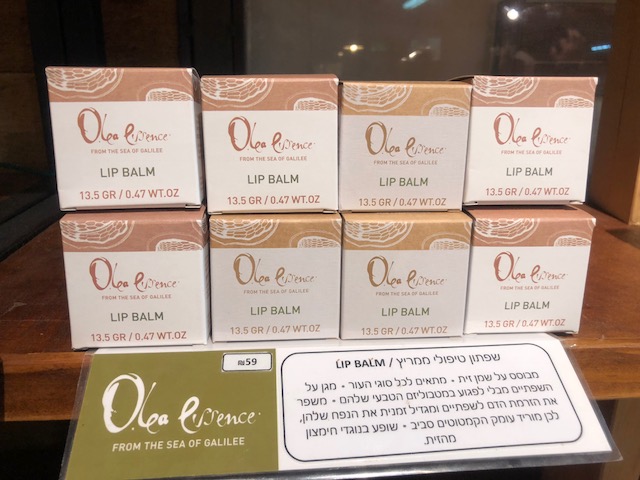 Olea Essence
FROM THE SEA OF GALILEE
LIP BALM
13.5 GR / 0.47 WT.OZ
Olea Essence
FROM THE SEA OF GALILEE
LIP BALM
13.5 GR / 0.47 WT.OZ
Olea Essence
FROM THE SEA OF GALILEE
LIP BALM
13.5 GR / 0.47 WT.OZ
Olea Essence
FROM THE SEA OF GALILEE
LIP BALM
13.5 GR / 0.47 WT.OZ
Olea Essence
FROM THE SEA OF GALILEE
LIP BALM
13.5 GR / 0.47 WT.OZ
Olea Essence
FROM THE SEA OF GALILEE
LIP BALM
13.5 GR / 0.47 WT.OZ
Olea Essence
FROM THE SEA OF GALILEE
LIP BALM
13.5 GR / 0.47 WT.OZ
Olea Essence
FROM THE SEA OF GALILEE
LIP BALM
13.5 GR / 0.47 WT.OZ
₪59
Olea Essence
FROM THE SEA OF GALILEE
שפתון טיפולי ממריץ / LIP BALM
מבוסס על שמן זית • מתאים לכל סוגי העור • מגן על
השפתיים מבלי לפגוע במטבוליזם הטבעי שלהם • משפר
את הזרמת הדם לשפתיים ומגדיל זמנית את הנפח שלהן,
לכן מוריד עומק הקמטוטים סביב • שופע בנוגדי חימצון
מהזית.